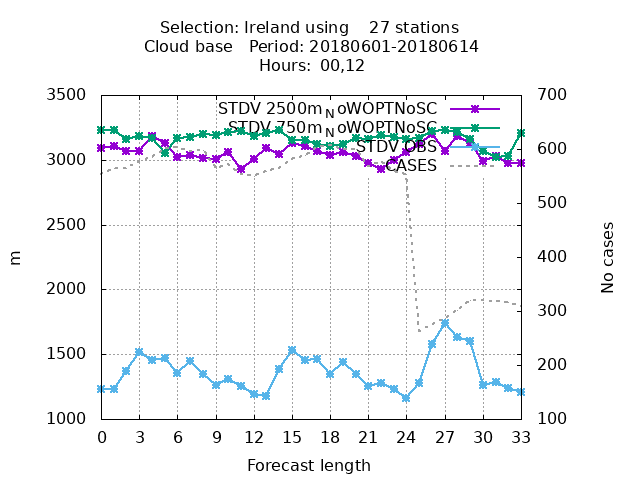 Selection: Ireland using 27 stations
Cloud base Period: 20180601-20180614
Hours: 00,12
3500 700
STDV 2500m_NoWOPTNoSC
STDV 750m_NoWOPTNoSC
STDV OBS
CASES
3000 600
2500 500
m
No cases
400
2000
300
1500 200
1000 100
0 3 6 9 12 15 18 21 24 27 30 33
Forecast length